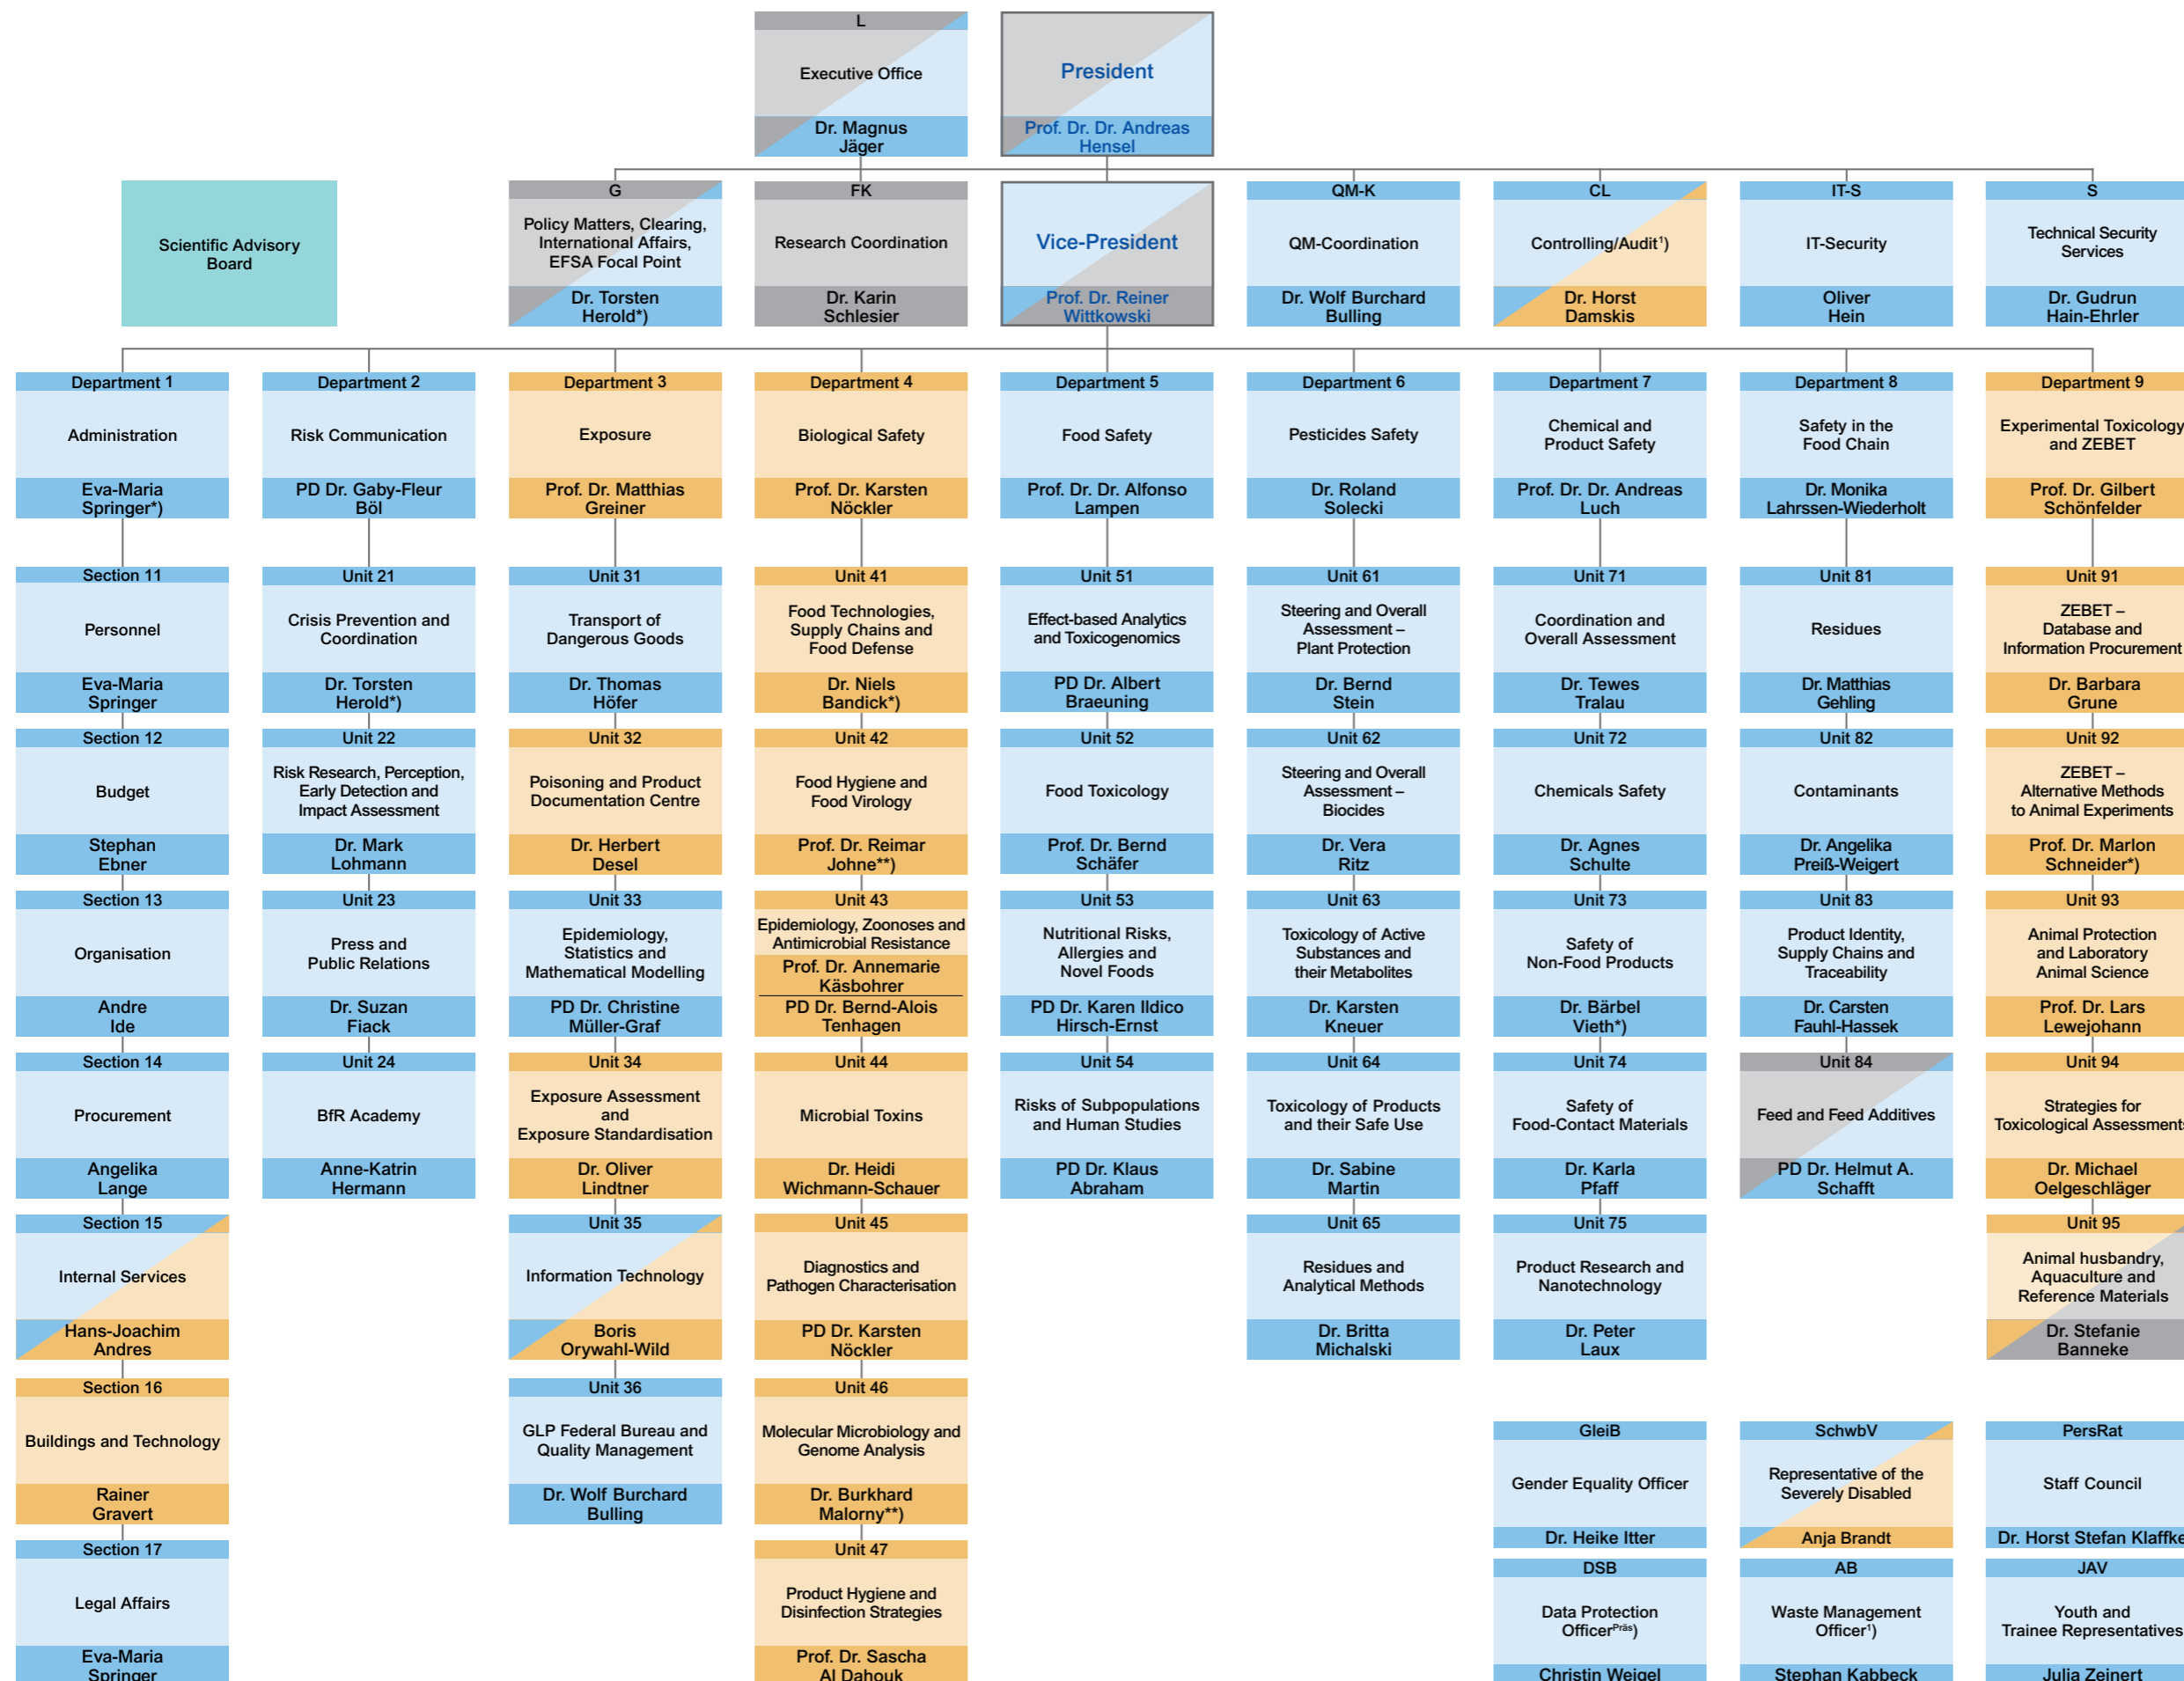 L
Executive Office
Dr. Magnus
Jäger
President
Prof. Dr. Dr. Andreas
Hensel
Scientific Advisory
Board
G
Policy Matters, Clearing,
International Affairs,
EFSA Focal Point
Dr. Torsten
Herold*)
FK
Research Coordination
Dr. Karin
Schlesier
Vice-President
Prof. Dr. Reiner
Wittkowski
QM-K
QM-Coordination
Dr. Wolf Burchard
Bulling
CL
Controlling/Audit¹)
Dr. Horst
Damskis
IT-S
IT-Security
Oliver
Hein
S
Technical Security
Services
Dr. Gudrun
Hain-Ehrler
Department 1
Administration
Eva-Maria
Springer*)
Section 11
Personnel
Eva-Maria
Springer
Section 12
Budget
Stephan
Ebner
Section 13
Organisation
Andre
Ide
Section 14
Procurement
Angelika
Lange
Section 15
Internal Services
Hans-Joachim
Andres
Section 16
Buildings and Technology
Rainer
Gravert
Section 17
Legal Affairs
Eva-Maria
Springer
Department 2
Risk Communication
PD Dr. Gaby-Fleur
Böl
Unit 21
Crisis Prevention and
Coordination
Dr. Torsten
Herold*)
Unit 22
Risk Research, Perception,
Early Detection and
Impact Assessment
Dr. Mark
Lohmann
Unit 23
Press and
Public Relations
Dr. Suzan
Fiack
Unit 24
BfR Academy
Anne-Katrin
Hermann
Department 3
Exposure
Prof. Dr. Matthias
Greiner
Unit 31
Transport of
Dangerous Goods
Dr. Thomas
Höfer
Unit 32
Poisoning and Product
Documentation Centre
Dr. Herbert
Desel
Unit 33
Epidemiology,
Statistics and
Mathematical Modelling
PD Dr. Christine
Müller-Graf
Unit 34
Exposure Assessment
and
Exposure Standardisation
Dr. Oliver
Lindtner
Unit 35
Information Technology
Boris
Orywahl-Wild
Unit 36
GLP Federal Bureau and
Quality Management
Dr. Wolf Burchard
Bulling
Department 4
Biological Safety
Prof. Dr. Karsten
Nöckler
Unit 41
Food Technologies,
Supply Chains and
Food Defense
Dr. Niels
Bandick*)
Unit 42
Food Hygiene and
Food Virology
Prof. Dr. Reimar
Johne**)
Unit 43
Epidemiology, Zoonoses and
Antimicrobial Resistance
Prof. Dr. Annemarie
Käsbohrer
PD Dr. Bernd-Alois
Tenhagen
Unit 44
Microbial Toxins
Dr. Heidi
Wichmann-Schauer
Unit 45
Diagnostics and
Pathogen Characterisation
PD Dr. Karsten
Nöckler
Unit 46
Molecular Microbiology and
Genome Analysis
Dr. Burkhard
Malorny**)
Unit 47
Product Hygiene and
Disinfection Strategies
Prof. Dr. Sascha
Al Dahouk
Department 5
Food Safety
Prof. Dr. Dr. Alfonso
Lampen
Unit 51
Effect-based Analytics
and Toxicogenomics
PD Dr. Albert
Braeuning
Unit 52
Food Toxicology
Prof. Dr. Bernd
Schäfer
Unit 53
Nutritional Risks,
Allergies and
Novel Foods
PD Dr. Karen Ildico
Hirsch-Ernst
Unit 54
Risks of Subpopulations
and Human Studies
PD Dr. Klaus
Abraham
Department 6
Pesticides Safety
Dr. Roland
Solecki
Unit 61
Steering and Overall
Assessment –
Plant Protection
Dr. Bernd
Stein
Unit 62
Steering and Overall
Assessment –
Biocides
Dr. Vera
Ritz
Unit 63
Toxicology of Active
Substances and
their Metabolites
Dr. Karsten
Kneuer
Unit 64
Toxicology of Products
and their Safe Use
Dr. Sabine
Martin
Unit 65
Residues and
Analytical Methods
Dr. Britta
Michalski
Department 7
Chemical and
Product Safety
Prof. Dr. Dr. Andreas
Luch
Unit 71
Coordination and
Overall Assessment
Dr. Tewes
Tralau
Unit 72
Chemicals Safety
Dr. Agnes
Schulte
Unit 73
Safety of
Non-Food Products
Dr. Bärbel
Vieth*)
Unit 74
Safety of
Food-Contact Materials
Dr. Karla
Pfaff
Unit 75
Product Research and
Nanotechnology
Dr. Peter
Laux
Department 8
Safety in the
Food Chain
Dr. Monika
Lahrssen-Wiederholt
Unit 81
Residues
Dr. Matthias
Gehling
Unit 82
Contaminants
Dr. Angelika
Preiß-Weigert
Unit 83
Product Identity,
Supply Chains and
Traceability
Dr. Carsten
Fauhl-Hassek
Unit 84
Feed and Feed Additives
PD Dr. Helmut A.
Schafft
Department 9
Experimental Toxicology
and ZEBET
Prof. Dr. Gilbert
Schönfelder
Unit 91
ZEBET –
Database and
Information Procurement
Dr. Barbara
Grune
Unit 92
ZEBET –
Alternative Methods
to Animal Experiments
Prof. Dr. Marlon
Schneider*)
Unit 93
Animal Protection
and Laboratory
Animal Science
Prof. Dr. Lars
Lewejohann
Unit 94
Strategies for
Toxicological Assessments
Dr. Michael
Oelgeschläger
Unit 95
Animal husbandry,
Aquaculture and
Reference Materials
Dr. Stefanie
Banneke
GleiB
Gender Equality Officer
Dr. Heike Itter
SchwbV
Representative of the
Severely Disabled
Anja Brandt
PersRat
Staff Council
Dr. Horst Stefan Klaffke
DSB
Data Protection
Officer^Präs)
Christin Weigel
AB
Waste Management
Officer¹)
Stephan Kabbeck
JAV
Youth and
Trainee Representatives
Julia Zeinert